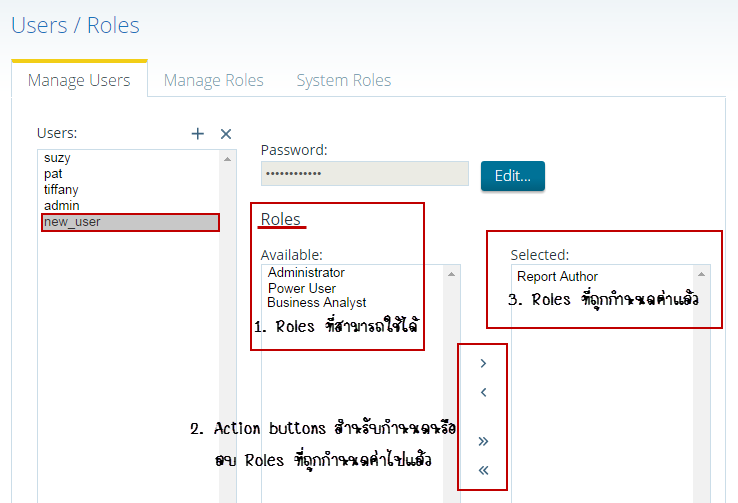 Users / Roles
Manage Users
Manage Roles
System Roles
Users:
suzy
pat
tiffany
admin
new_user
Password:
Edit...
Roles
Available:
Administrator
Power User
Business Analyst
1. Roles ที่สามารถใช้ได้
Selected:
Report Author
3. Roles ที่ถูกกำหนดค่าแล้ว
2. Action buttons สำหรับกำหนดหรือ
ลบ Roles ที่ถูกกำหนดค่าไปแล้ว